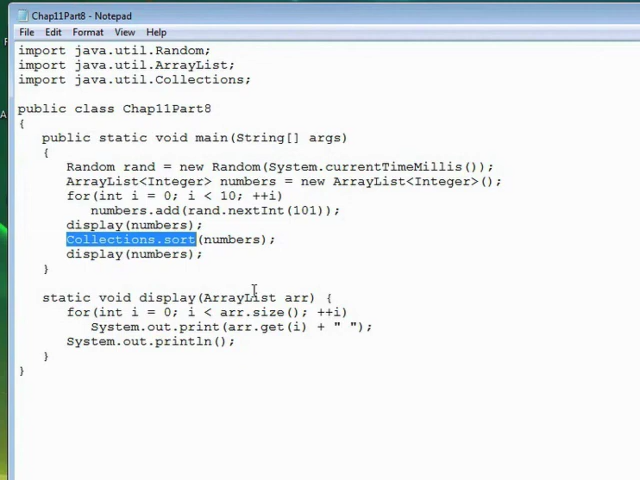 Chap11Part8 - Notepad
File Edit Format View Help
import java.util.Random;
import java.util.ArrayList;
import java.util.Collections;
public class Chap11Part8
{
public static void main(String[] args)
{
Random rand = new Random(System.currentTimeMillis());
ArrayList<Integer> numbers = new ArrayList<Integer>();
for(int i = 0; i < 10; ++i)
numbers.add(rand.nextInt(101));
display(numbers);
Collections.sort(numbers);
display(numbers);
}
static void display(ArrayList arr) {
for(int i = 0; i < arr.size(); ++i)
System.out.print(arr.get(i) + " ");
System.out.println();
}
}